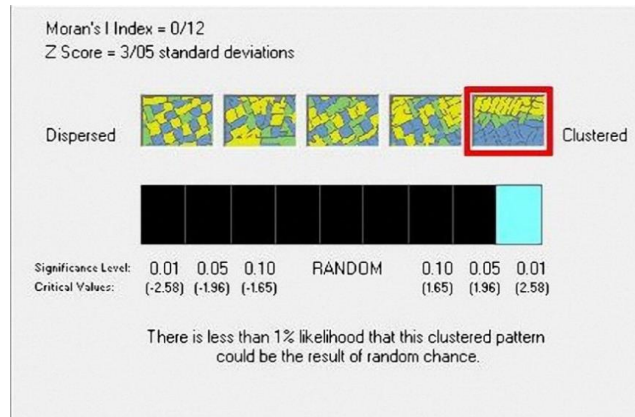 Moran's I Index = 0/12
Z Score = 3/05 standard deviations
Dispersed
Clustered
Significance Level: 0.01 0.05 0.10 RANDOM 0.10 0.05 0.01
Critical Values: (-2.58) (-1.96) (-1.65) (1.65) (1.96) (2.58)
There is less than 1% likelihood that this clustered pattern
could be the result of random chance.